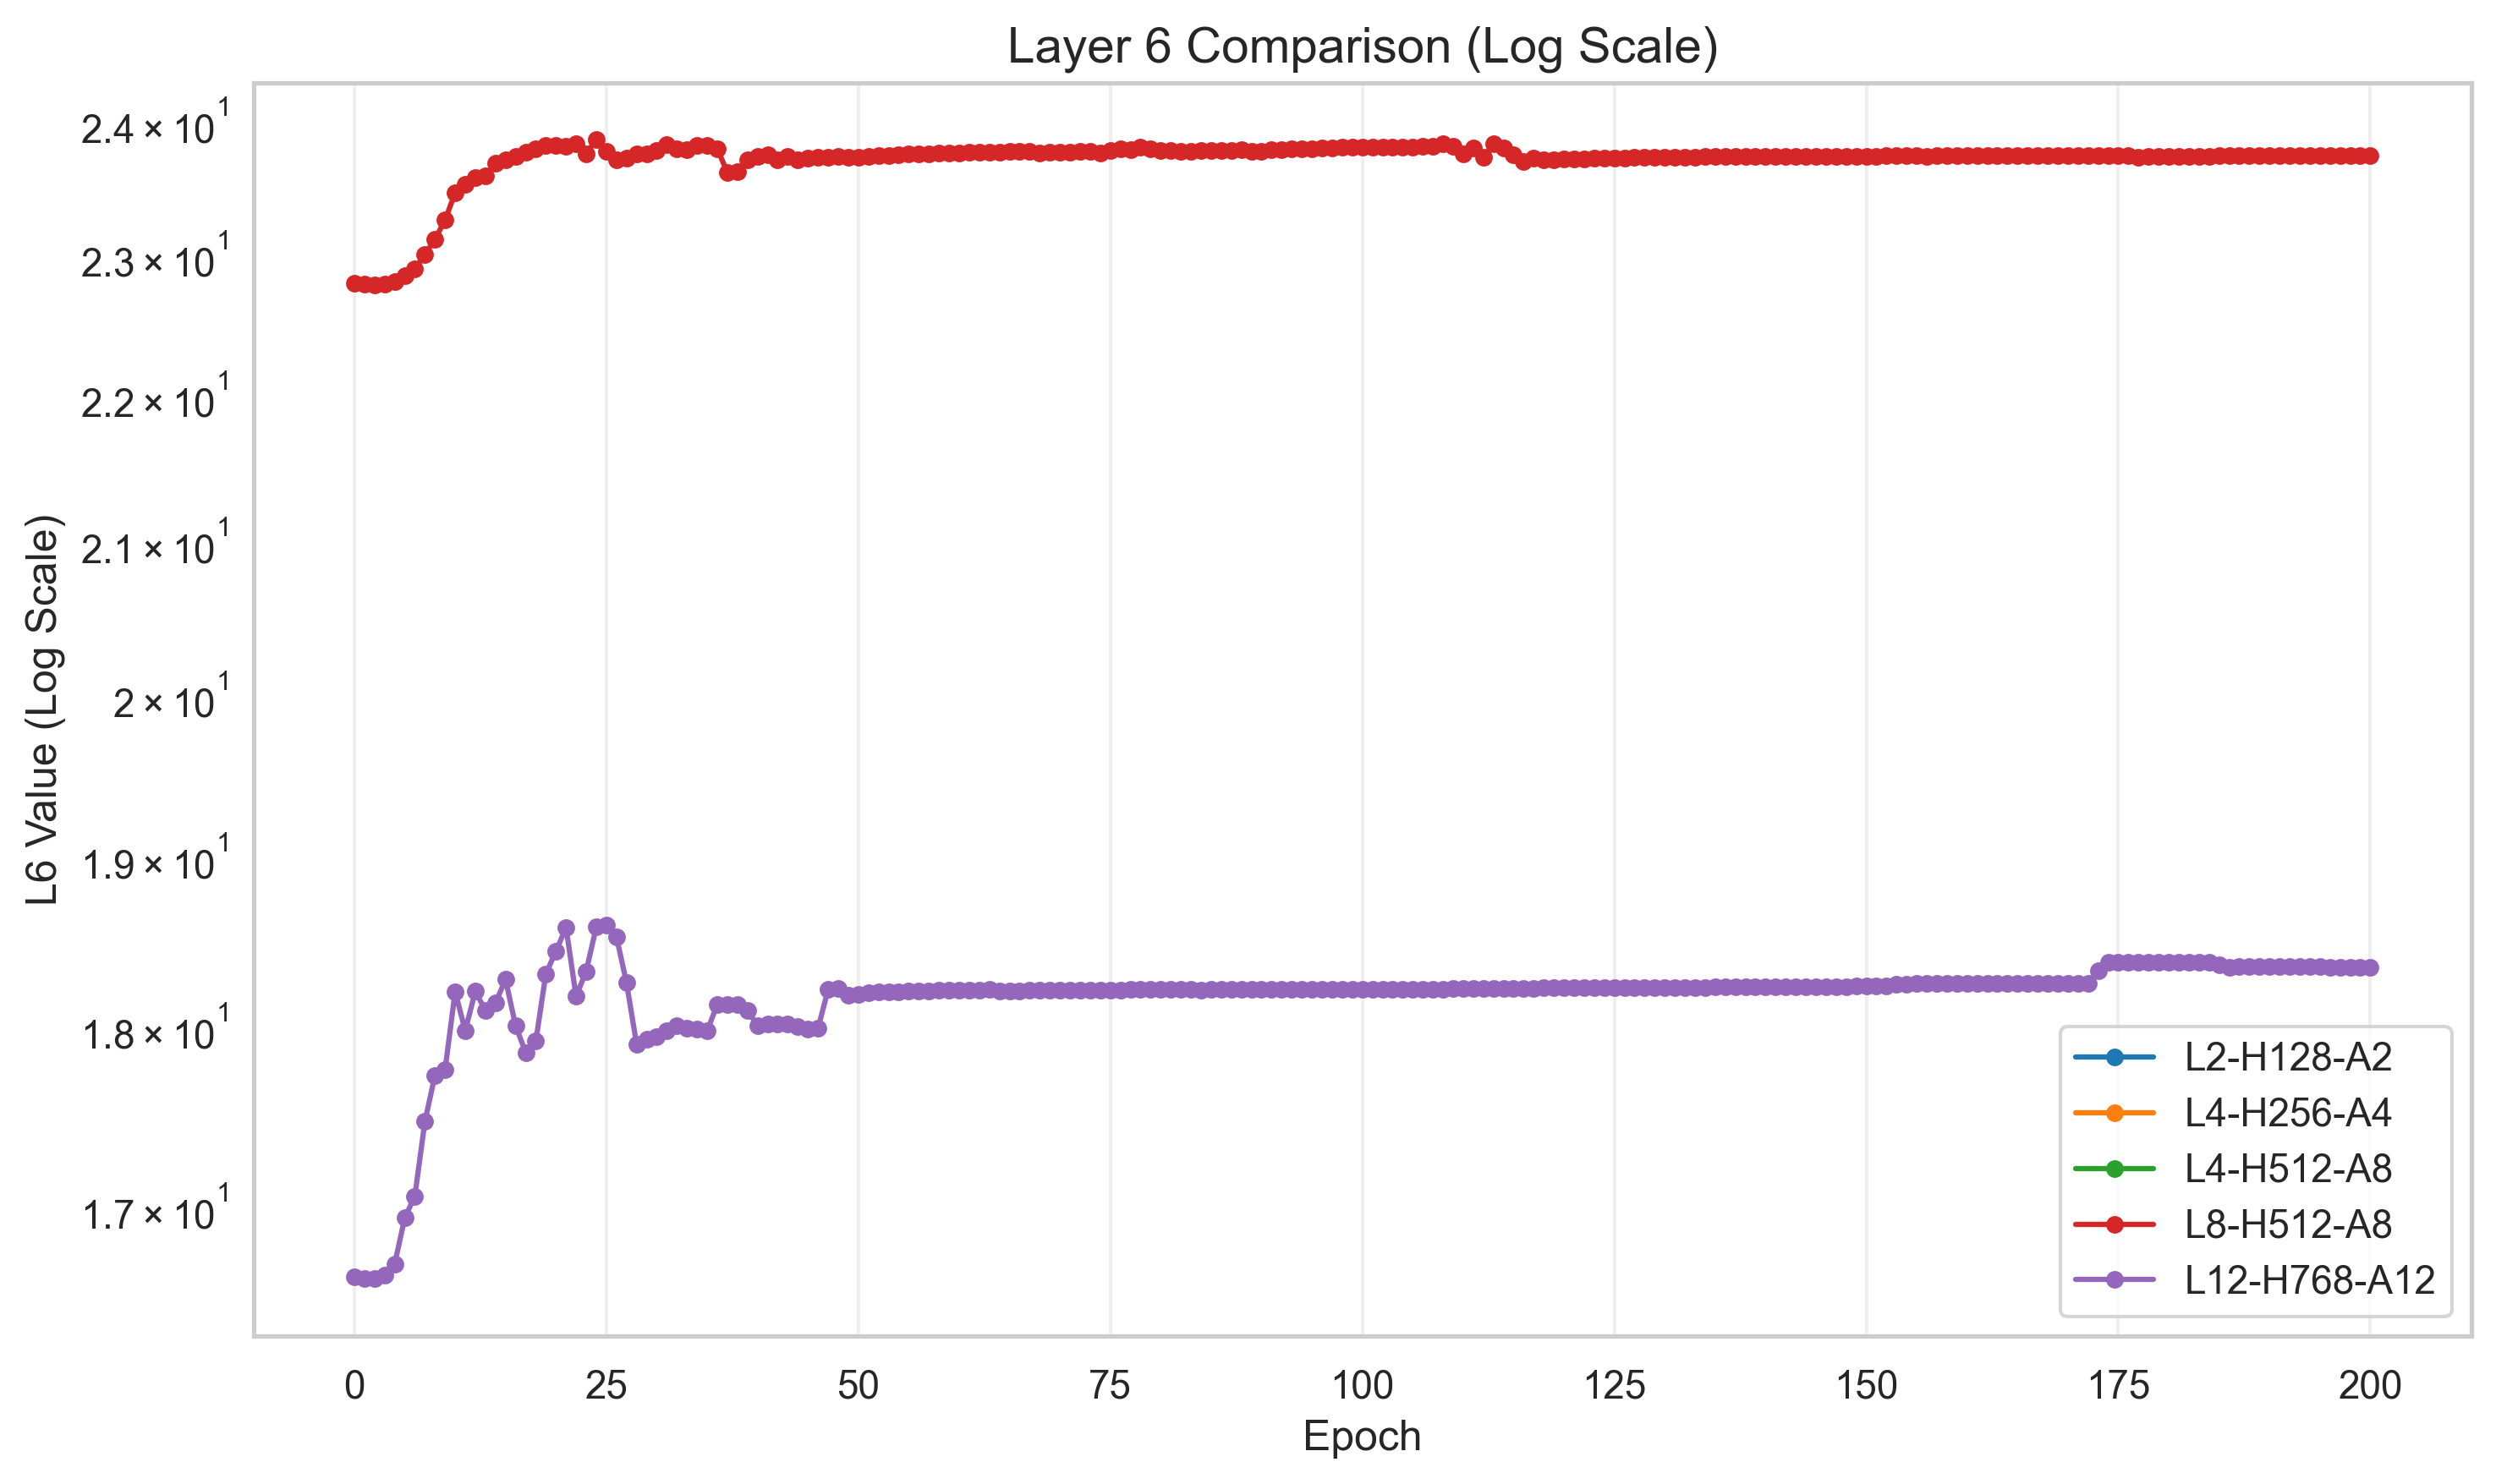 Layer 6 Comparison (Log Scale)
L6 Value (Log Scale)
2.4 × 10¹
2.3 × 10¹
2.2 × 10¹
2.1 × 10¹
2 × 10¹
1.9 × 10¹
1.8 × 10¹
1.7 × 10¹
L2-H128-A2
L4-H256-A4
L4-H512-A8
L8-H512-A8
L12-H768-A12
0 25 50 75 100 125 150 175 200
Epoch